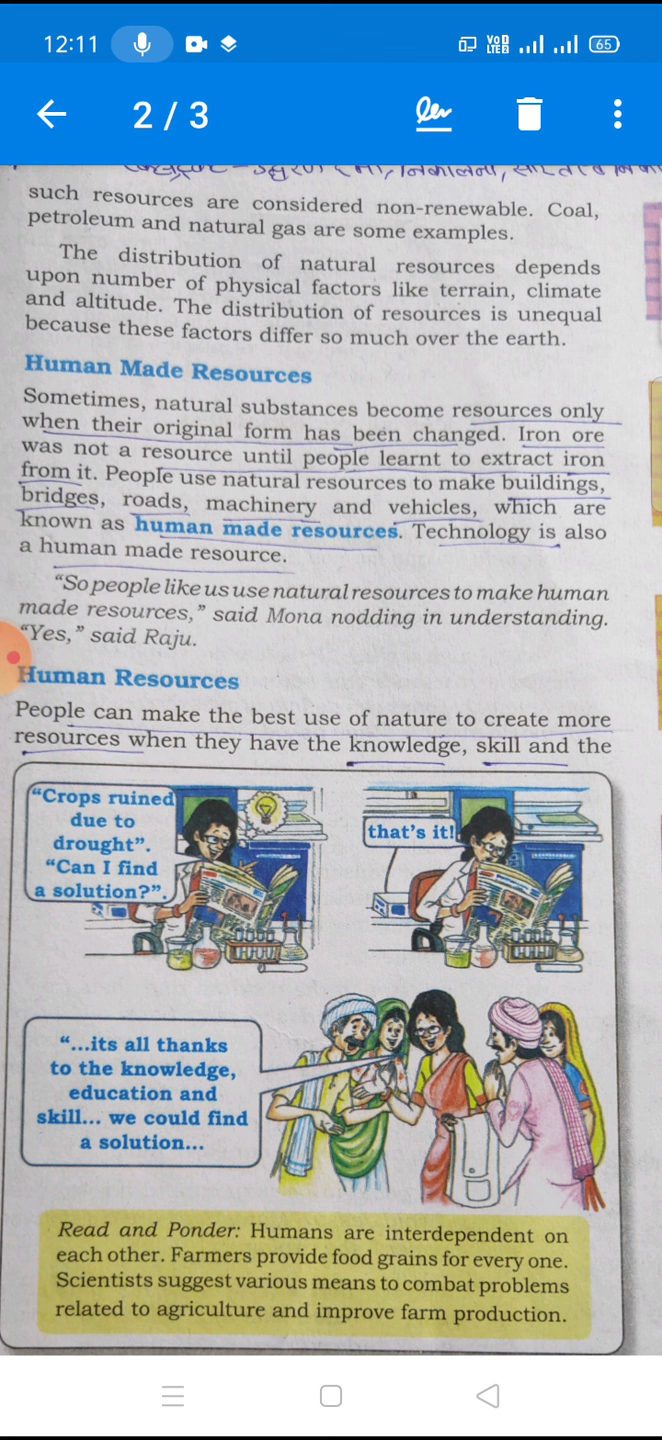 12:11
VoD
LTE2
65
2 / 3
such resources are considered non-renewable. Coal,
petroleum and natural gas are some examples.
The distribution of natural resources depends
upon number of physical factors like terrain, climate
and altitude. The distribution of resources is unequal
because these factors differ so much over the earth.
Human Made Resources
Sometimes, natural substances become resources only
when their original form has been changed. Iron ore
was not a resource until people learnt to extract iron
from it. People use natural resources to make buildings,
bridges, roads, machinery and vehicles, which are
known as human made resources. Technology is also
a human made resource.
“So people like us use natural resources to make human
made resources,” said Mona nodding in understanding.
“Yes,” said Raju.
Human Resources
People can make the best use of nature to create more
resources when they have the knowledge, skill and the
“Crops ruined
due to
drought”.
“Can I find
a solution?”.
that’s it!
“...its all thanks
to the knowledge,
education and
skill... we could find
a solution...
Read and Ponder: Humans are interdependent on
each other. Farmers provide food grains for every one.
Scientists suggest various means to combat problems
related to agriculture and improve farm production.